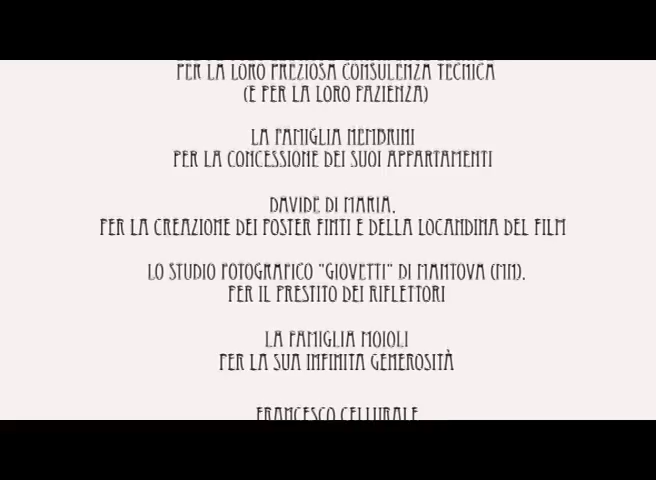 PER LA LORO PREZIOSA CONSULENZA TECNICA
(E PER LA LORO PAZIENZA)
LA FAMIGLIA MEMBRINI
PER LA CONCESSIONE DEI SUOI APPARTAMENTI
DAVIDE DI MARIA,
PER LA CREAZIONE DEI POSTER FINTI E DELLA LOCANDINA DEL FILM
LO STUDIO FOTOGRAFICO "GIOVETTI" DI MANTOVA (MN),
PER IL PRESTITO DEI RIFLETTORI
LA FAMIGLIA MOIOLI
PER LA SUA INFINITA GENEROSITÀ
FRANCESCO